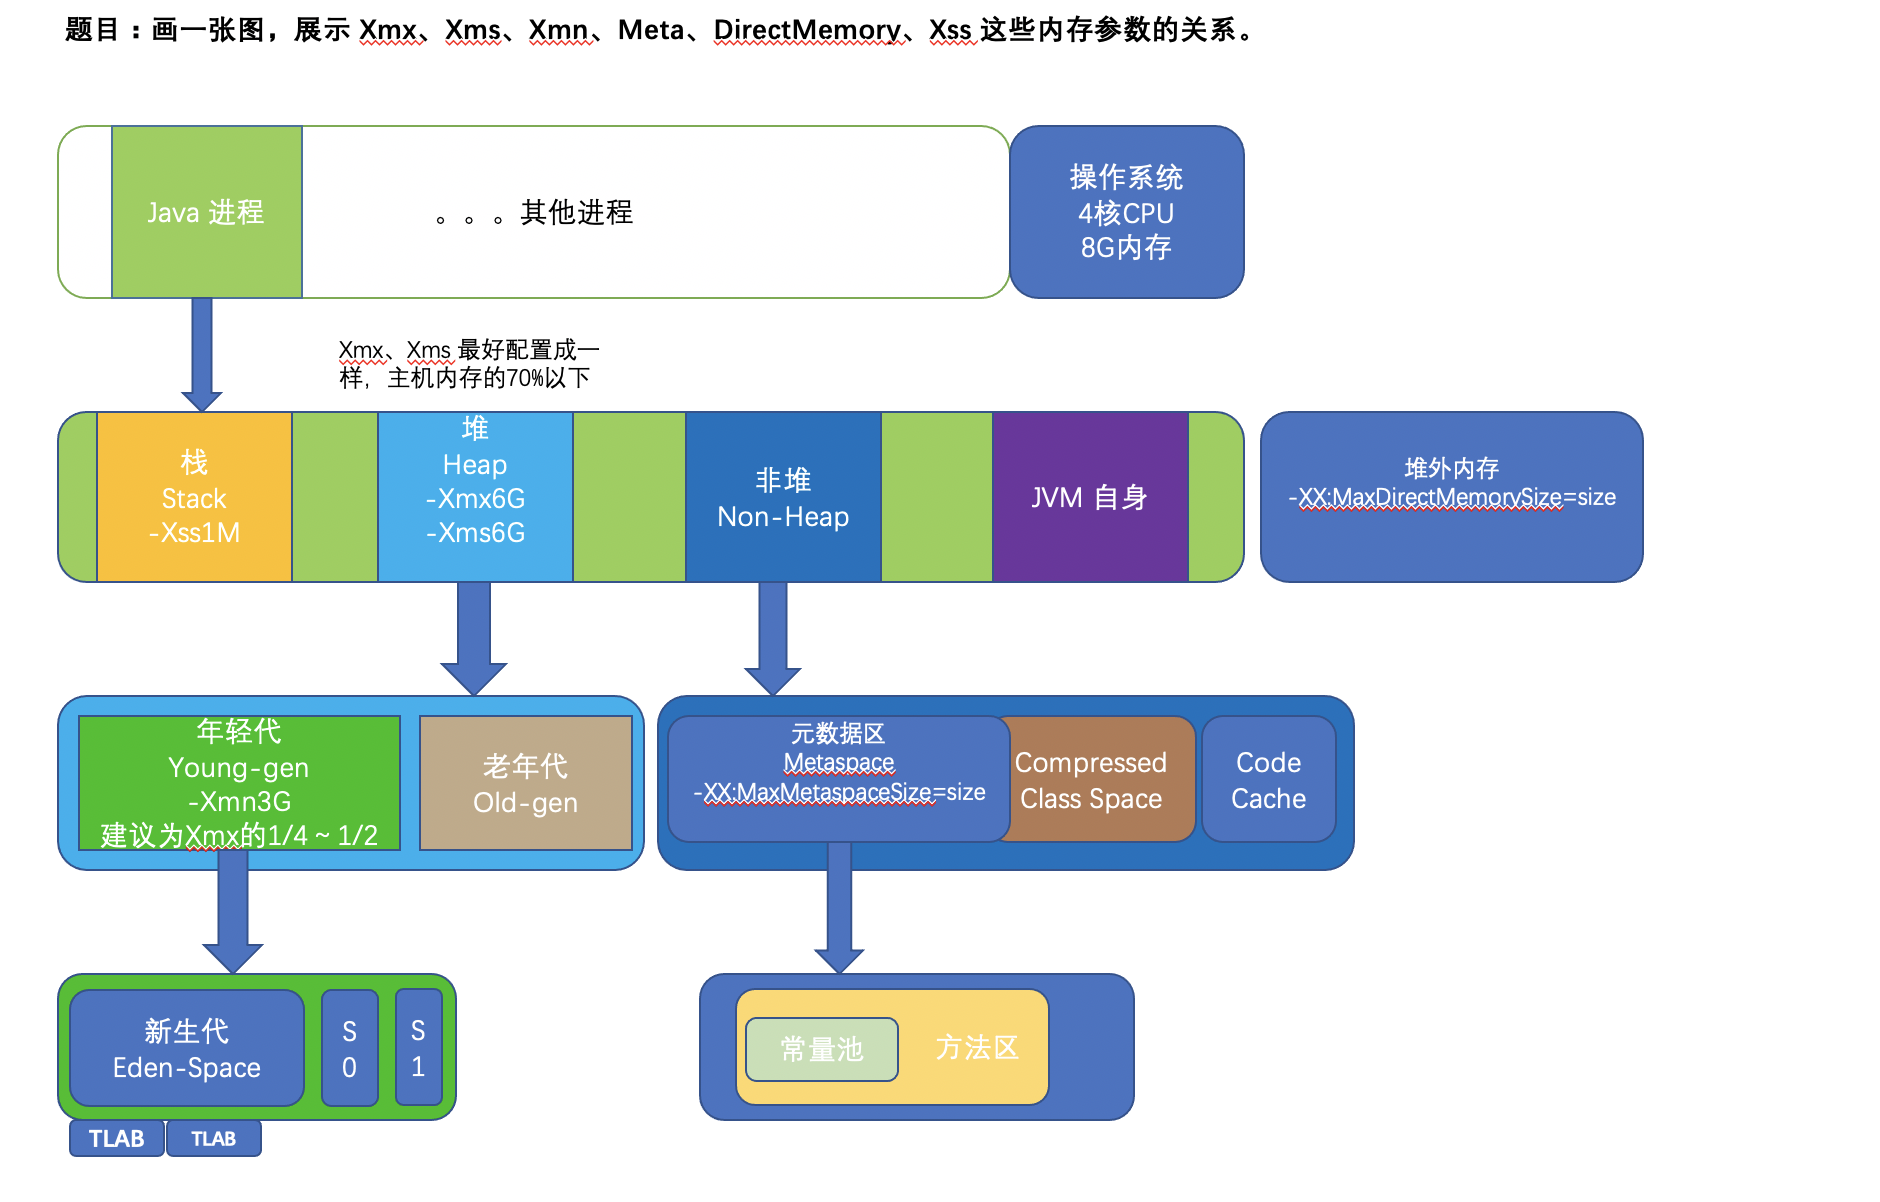 题目：画一张图，展示 Xmx、Xms、Xmn、Meta、DirectMemory、Xss 这些内存参数的关系。
Java 进程
。。。其他进程
操作系统
4核CPU
8G内存
Xmx、Xms 最好配置成一
样，主机内存的70%以下
栈
Stack
-Xss1M
堆
Heap
-Xmx6G
-Xms6G
非堆
Non-Heap
JVM 自身
堆外内存
-XX:MaxDirectMemorySize=size
年轻代
Young-gen
-Xmn3G
建议为Xmx的1/4 ~ 1/2
老年代
Old-gen
元数据区
Metaspace
-XX:MaxMetaspaceSize=size
Compressed
Class Space
Code
Cache
新生代
Eden-Space
S
0
S
1
常量池
方法区
TLAB
TLAB